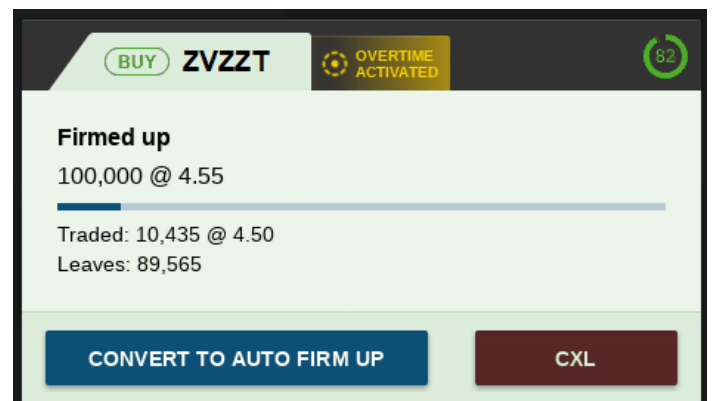 BUY ZVZZT
OVERTIME
ACTIVATED
82
Firmed up
100,000 @ 4.55
Traded: 10,435 @ 4.50
Leaves: 89,565
CONVERT TO AUTO FIRM UP
CXL